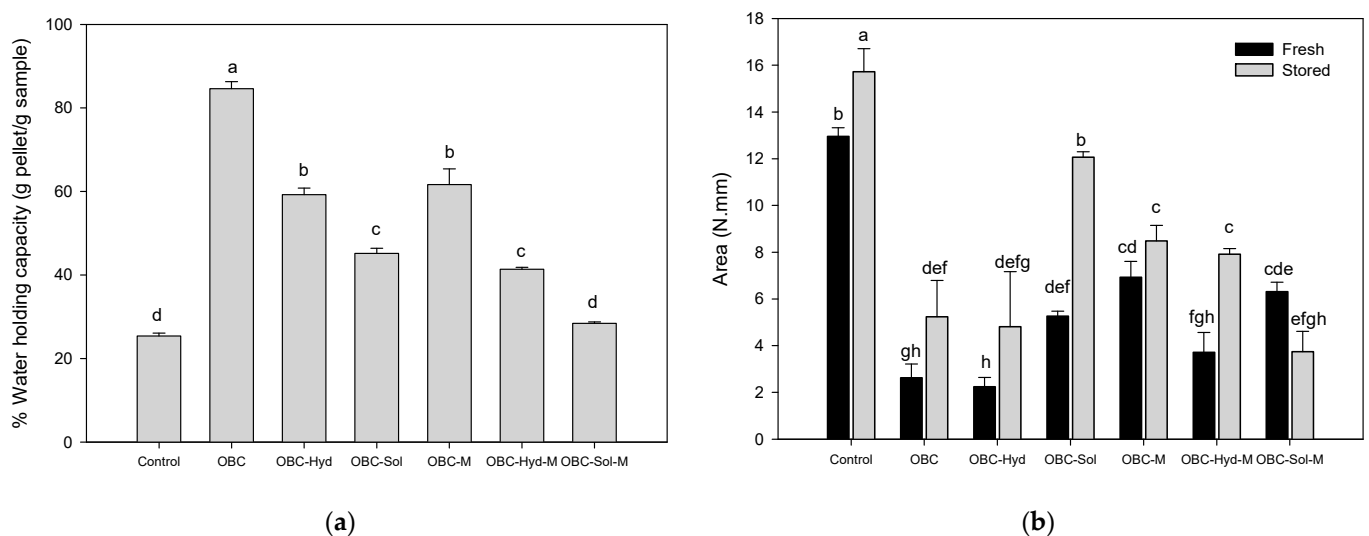 % Water holding capacity (g pellet/g sample)
100
80
60
40
20
0
d
a
b
c
b
c
d
Control
OBC
OBC-Hyd
OBC-Sol
OBC-M
OBC-Hyd-M
OBC-Sol-M
(a)
Area (N.mm)
18
16
14
12
10
8
6
4
2
0
Fresh
Stored
b
a
gh
def
h
defg
def
b
cd
c
fgh
c
cde
efgh
Control
OBC
OBC-Hyd
OBC-Sol
OBC-M
OBC-Hyd-M
OBC-Sol-M
(b)